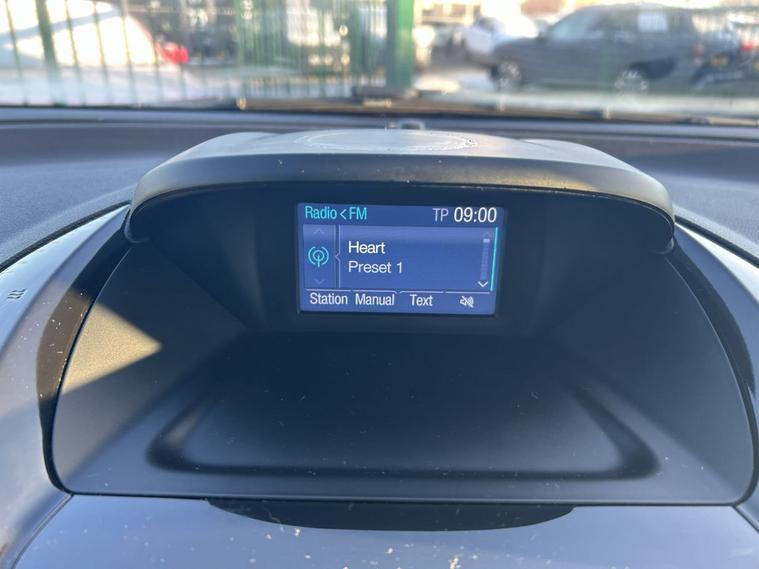 Radio < FM TP 09:00
Heart
Preset 1
Station Manual Text